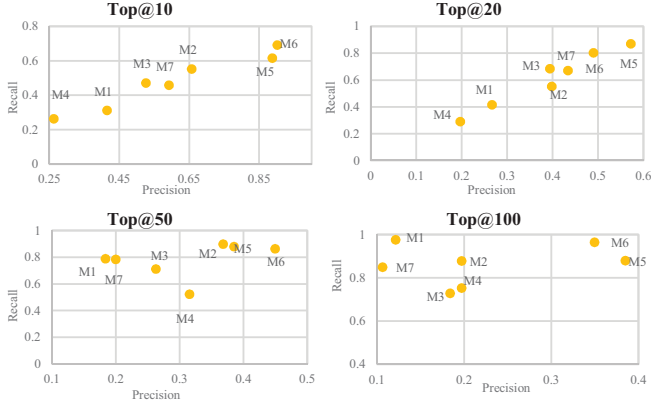 Top@10
0.8
0.6
0.4
0.2
0
Recall
M4
M1
M3
M7
M2
M6
M5
0.25
0.45
0.65
0.85
Precision
Top@20
1
0.8
0.6
0.4
0.2
0
Recall
M4
M1
M3
M7
M2
M6
M5
0
0.1
0.2
0.3
0.4
0.5
0.6
Precision
Top@50
1
0.8
0.6
0.4
0.2
0
Recall
M1
M7
M3
M4
M2
M5
M6
0.1
0.2
0.3
0.4
0.5
Precision
Top@100
1
0.8
0.6
0.4
Recall
M1
M7
M2
M4
M3
M6
M5
0.1
0.2
0.3
0.4
Precision